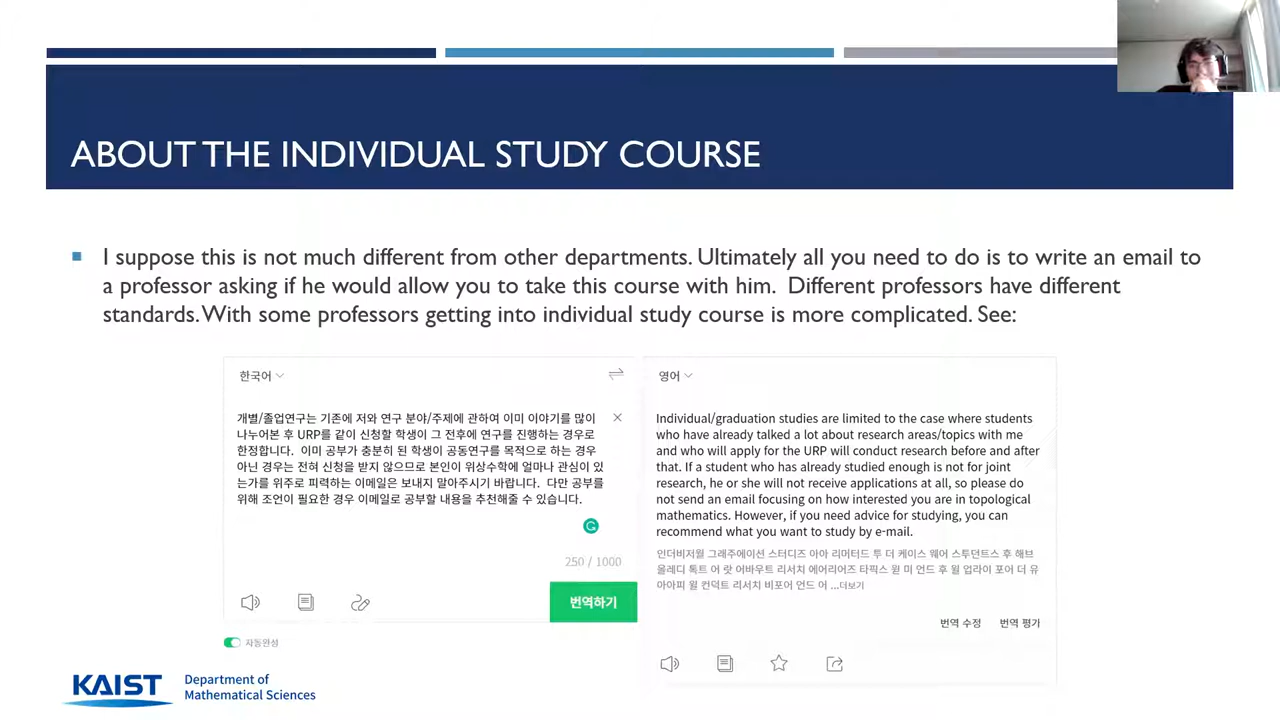 ABOUT THE INDIVIDUAL STUDY COURSE
I suppose this is not much different from other departments. Ultimately all you need to do is to write an email to
a professor asking if he would allow you to take this course with him. Different professors have different
standards. With some professors getting into individual study course is more complicated. See:
한국어
개별/졸업연구는 기존에 저와 연구 분야/주제에 관하여 이미 이야기를 많이
나누어본 후 URP를 같이 신청할 학생이 그 전후에 연구를 진행하는 경우로
한정합니다. 이미 공부가 충분히 된 학생이 공동연구를 목적으로 하는 경우
아닌 경우는 전혀 신청을 받지 않으므로 본인이 위상수학에 얼마나 관심이 있
는가를 위주로 피력하는 이메일은 보내지 말아주시기 바랍니다. 다만 공부를
위해 조언이 필요한 경우 이메일로 공부할 내용을 추천해줄 수 있습니다.
250 / 1000
번역하기
자동완성
영어
Individual/graduation studies are limited to the case where students
who have already talked a lot about research areas/topics with me
and who will apply for the URP will conduct research before and after
that. If a student who has already studied enough is not for joint
research, he or she will not receive applications at all, so please do
not send an email focusing on how interested you are in topological
mathematics. However, if you need advice for studying, you can
recommend what you want to study by e-mail.
인더비저월 그래주에이션 스터디즈 아아 리머터드 투 더 케이스 웨어 스투던트스 후 해브
올레디 톡트 어 랏 어바우트 리서치 에어리어즈 타픽스 윋 미 언드 후 윌 업라이 포어 더 유
아아피 윌 컨덕트 리서치 비포어 언드 어 ...더보기
번역 수정 번역 평가
KAIST
Department of
Mathematical Sciences